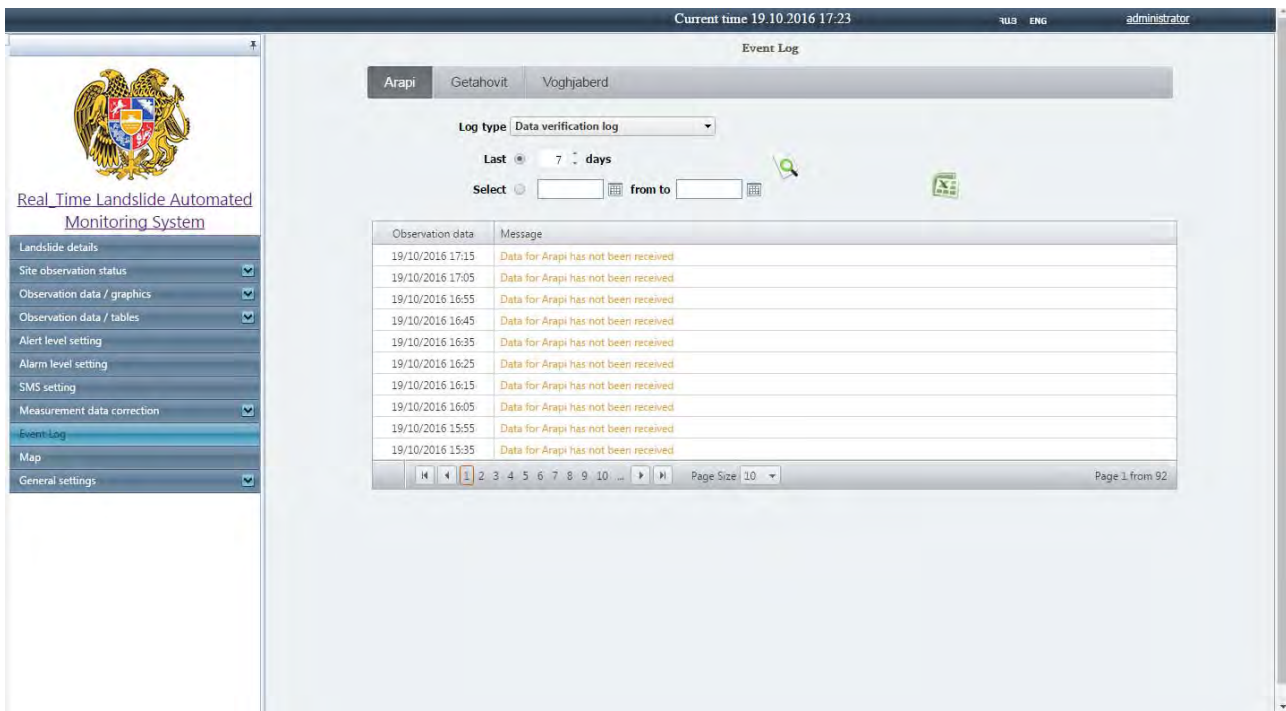 Current time 19.10.2016 17:23
ՀԱՅ ENG
administrator
Real_Time Landslide Automated
Monitoring System
Landslide details
Site observation status
Observation data / graphics
Observation data / tables
Alert level setting
Alarm level setting
SMS setting
Measurement data correction
Event Log
Map
General settings
Event Log
Arapi Getahovit Voghjaberd
Log type Data verification log
Last 7 days
Select from to
Observation data Message
19/10/2016 17:15 Data for Arapi has not been received
19/10/2016 17:05 Data for Arapi has not been received
19/10/2016 16:55 Data for Arapi has not been received
19/10/2016 16:45 Data for Arapi has not been received
19/10/2016 16:35 Data for Arapi has not been received
19/10/2016 16:25 Data for Arapi has not been received
19/10/2016 16:15 Data for Arapi has not been received
19/10/2016 16:05 Data for Arapi has not been received
19/10/2016 15:55 Data for Arapi has not been received
19/10/2016 15:35 Data for Arapi has not been received
1 2 3 4 5 6 7 8 9 10 ... Page Size 10 Page 1 from 92